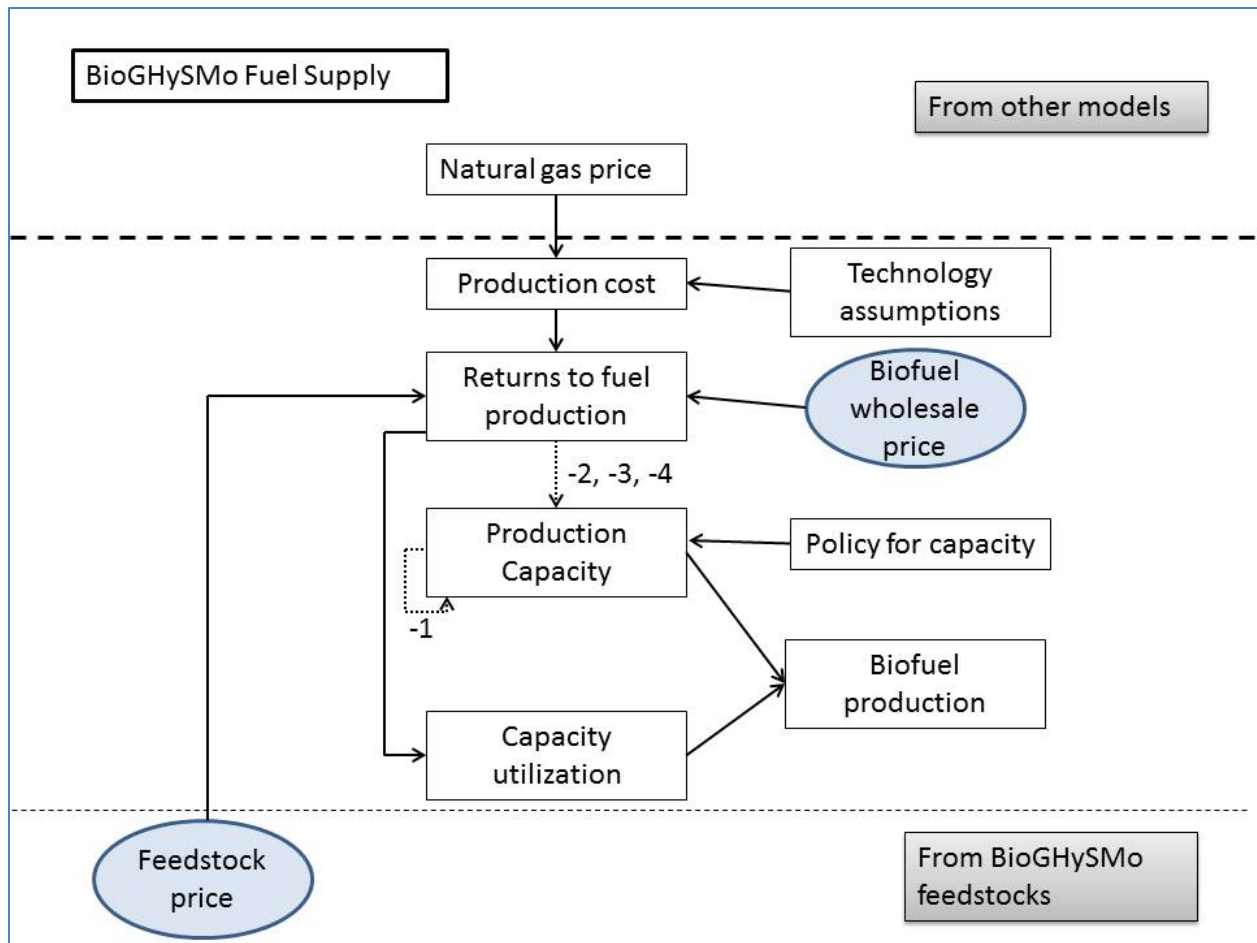 BioGHySMo Fuel Supply
From other models
Natural gas price
Production cost
Technology
assumptions
Returns to fuel
production
Biofuel
wholesale
price
-2, -3, -4
Production
Capacity
Policy for capacity
-1
Biofuel
production
Capacity
utilization
Feedstock
price
From BioGHySMo
feedstocks